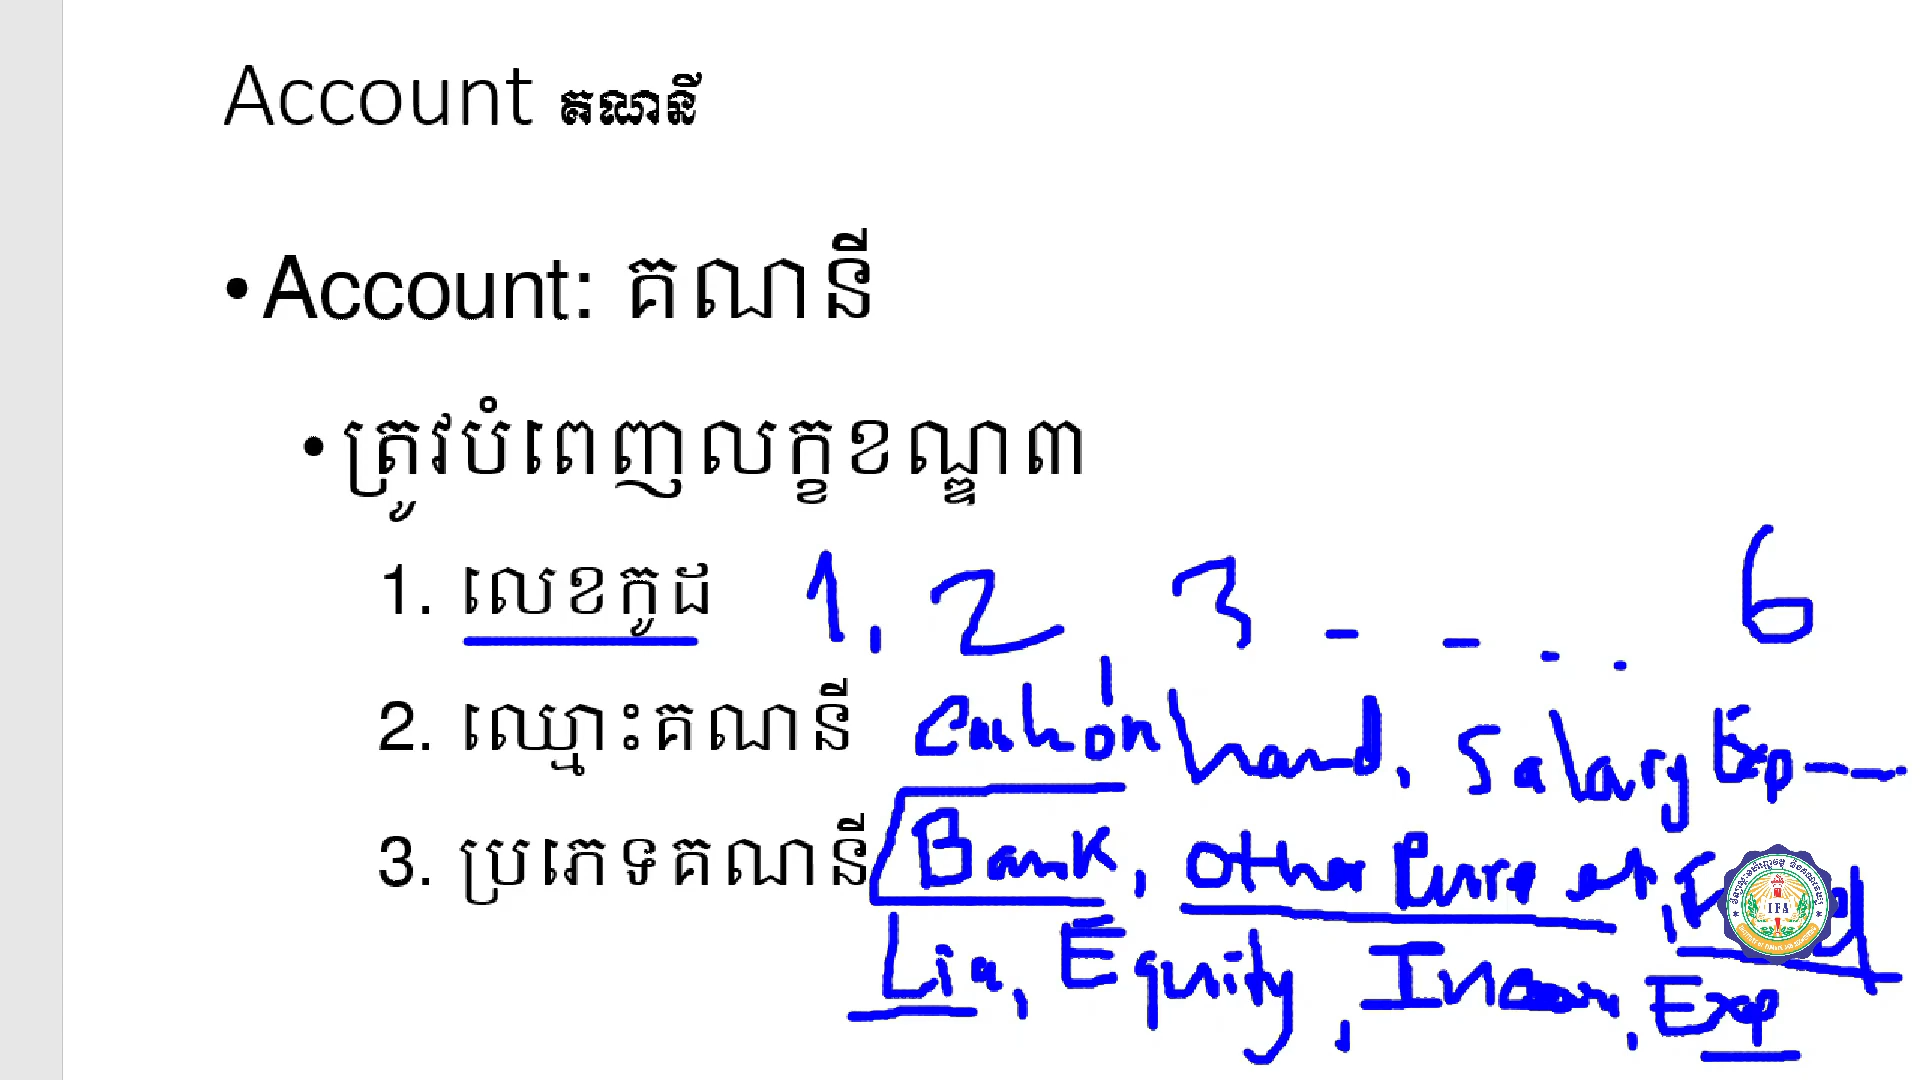 Account គណនី
• Account: គណនី
• ត្រូវបំពេញលក្ខខណ្ឌ៣
1. លេខកូដ 1, 2, 3 - - . . 6
2. ឈ្មោះគណនី Cash on hand, Salary Exp ---
3. ប្រភេទគណនី Bank, Other
Lia, Equity, Exp
IFA